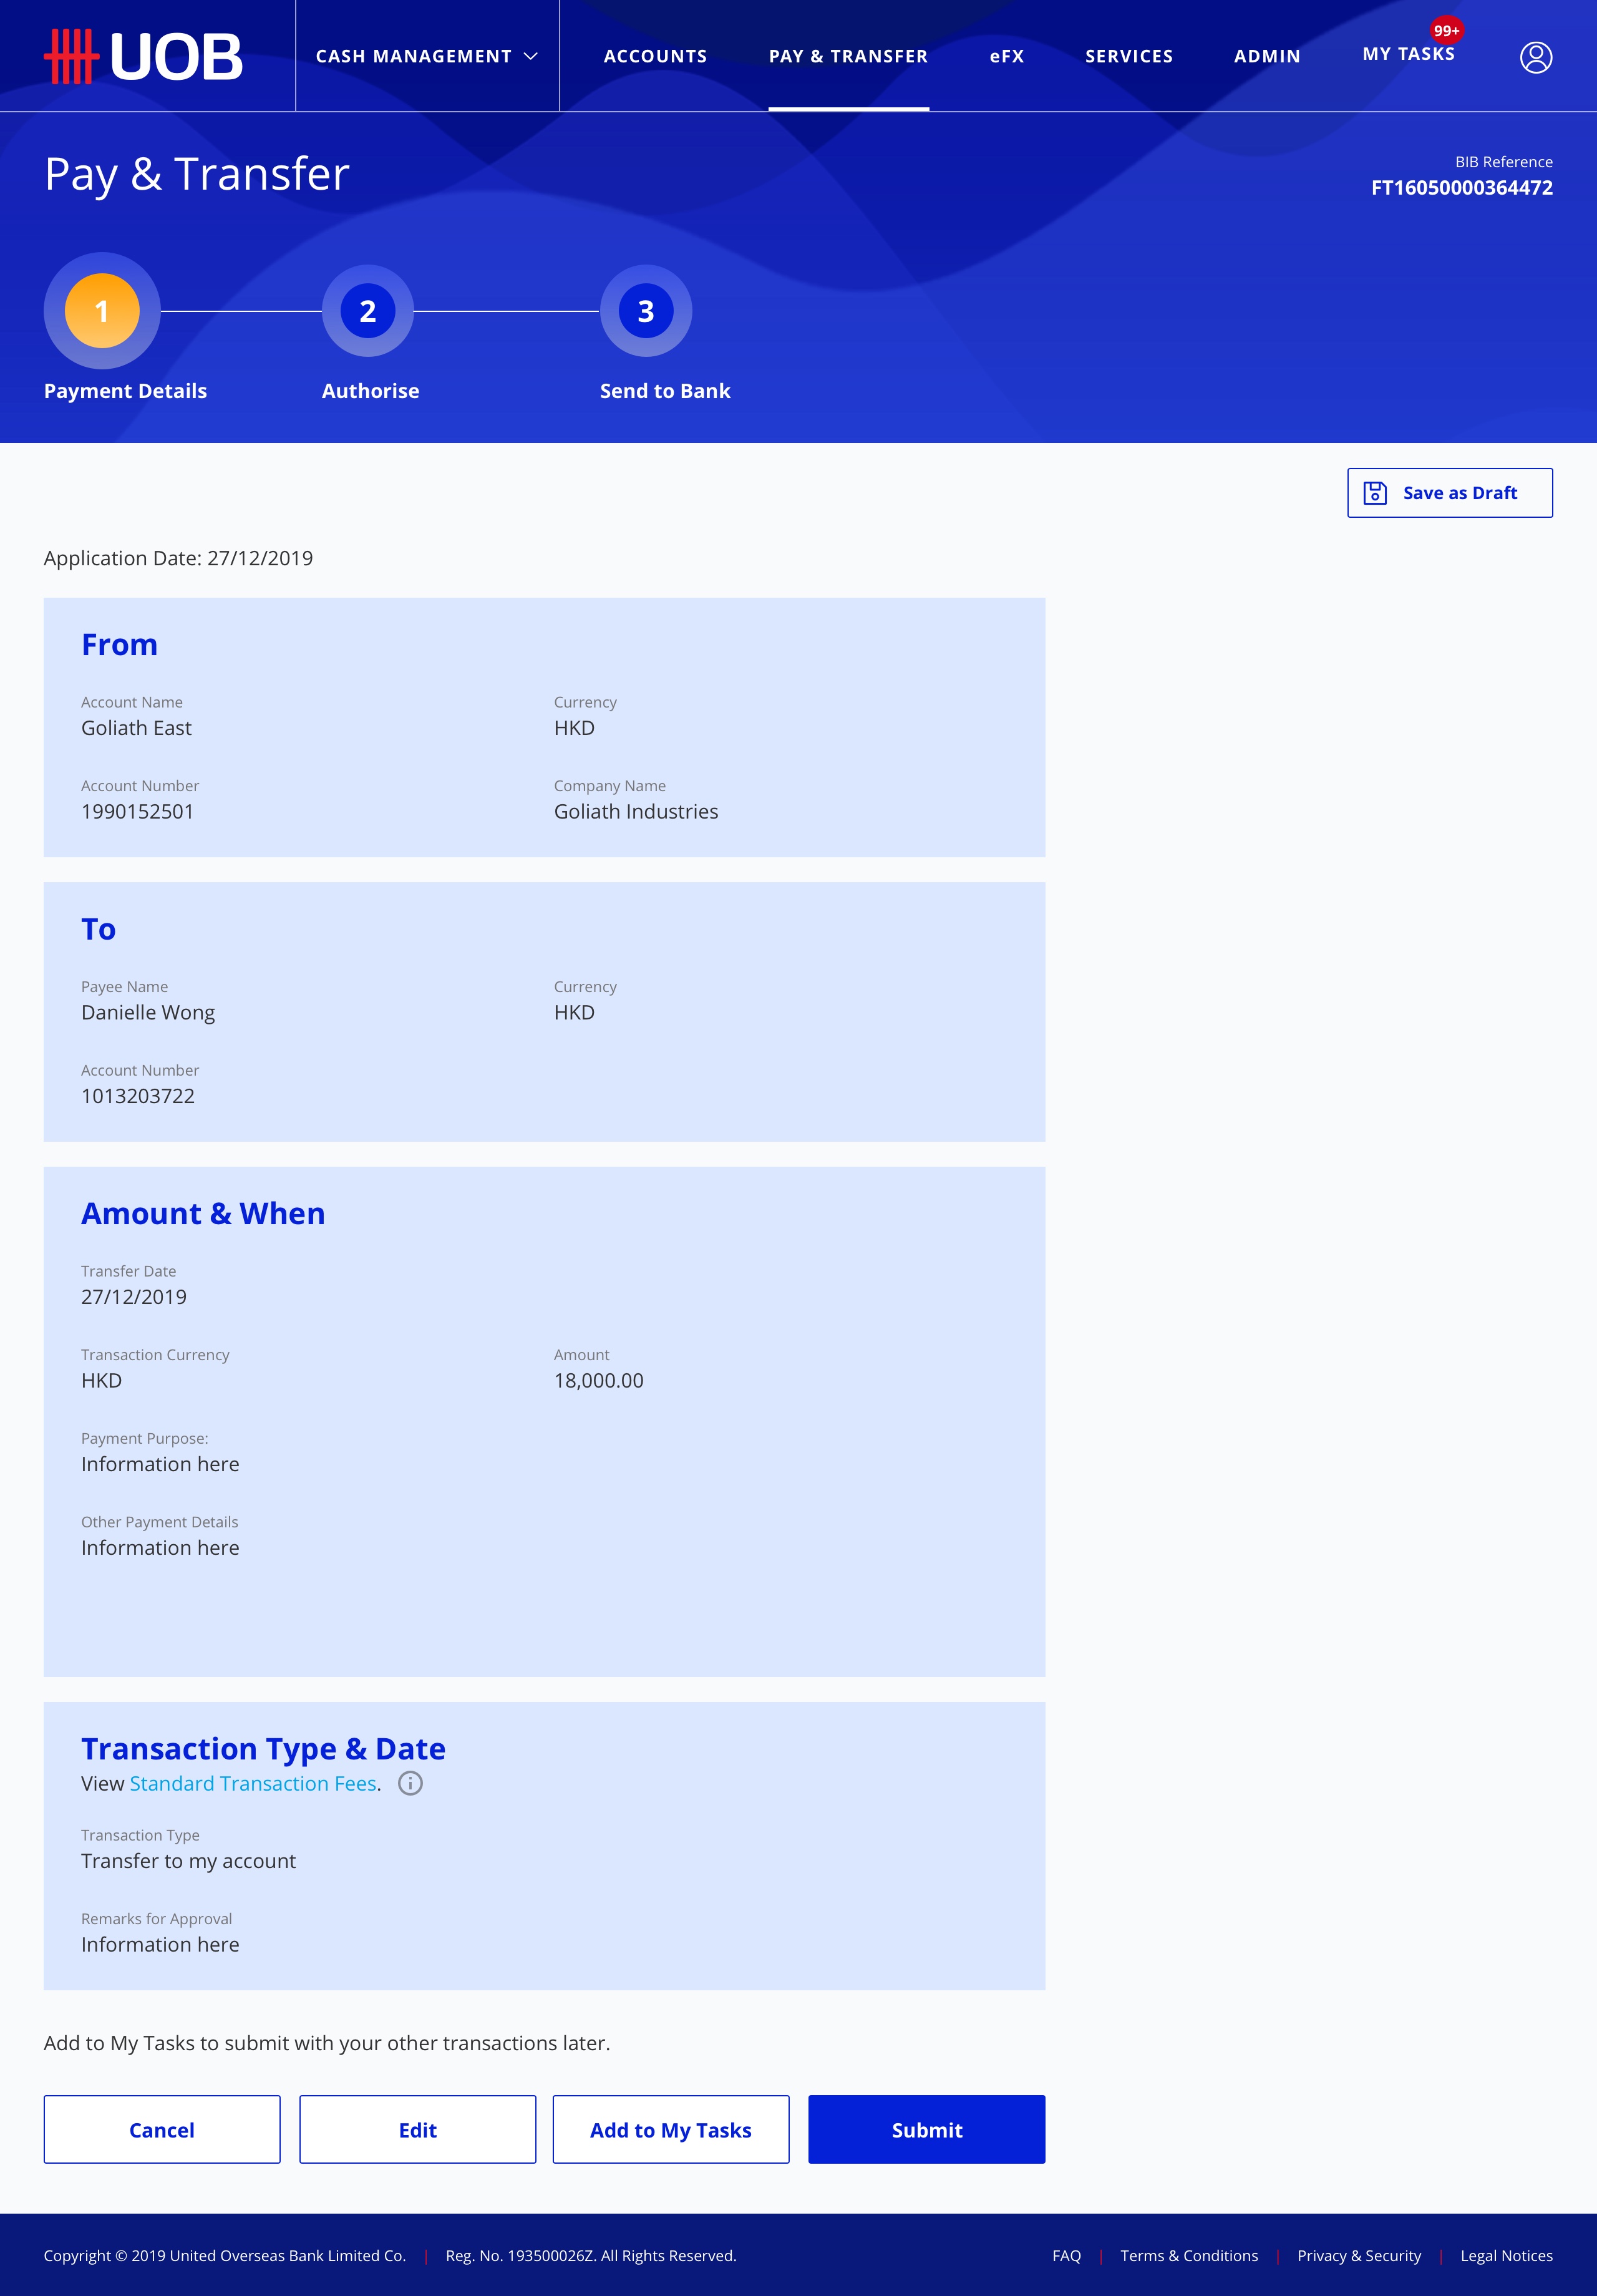 UOB
CASH MANAGEMENT
ACCOUNTS
PAY & TRANSFER
eFX
SERVICES
ADMIN
MY TASKS
99+
Pay & Transfer
BIB Reference
FT16050000364472
1
2
3
Payment Details
Authorise
Send to Bank
Save as Draft
Application Date: 27/12/2019
From
Account Name
Goliath East
Currency
HKD
Account Number
1990152501
Company Name
Goliath Industries
To
Payee Name
Danielle Wong
Currency
HKD
Account Number
1013203722
Amount & When
Transfer Date
27/12/2019
Transaction Currency
HKD
Amount
18,000.00
Payment Purpose:
Information here
Other Payment Details
Information here
Transaction Type & Date
View Standard Transaction Fees.
Transaction Type
Transfer to my account
Remarks for Approval
Information here
Add to My Tasks to submit with your other transactions later.
Cancel
Edit
Add to My Tasks
Submit
Copyright © 2019 United Overseas Bank Limited Co. | Reg. No. 193500026Z. All Rights Reserved.
FAQ | Terms & Conditions | Privacy & Security | Legal Notices